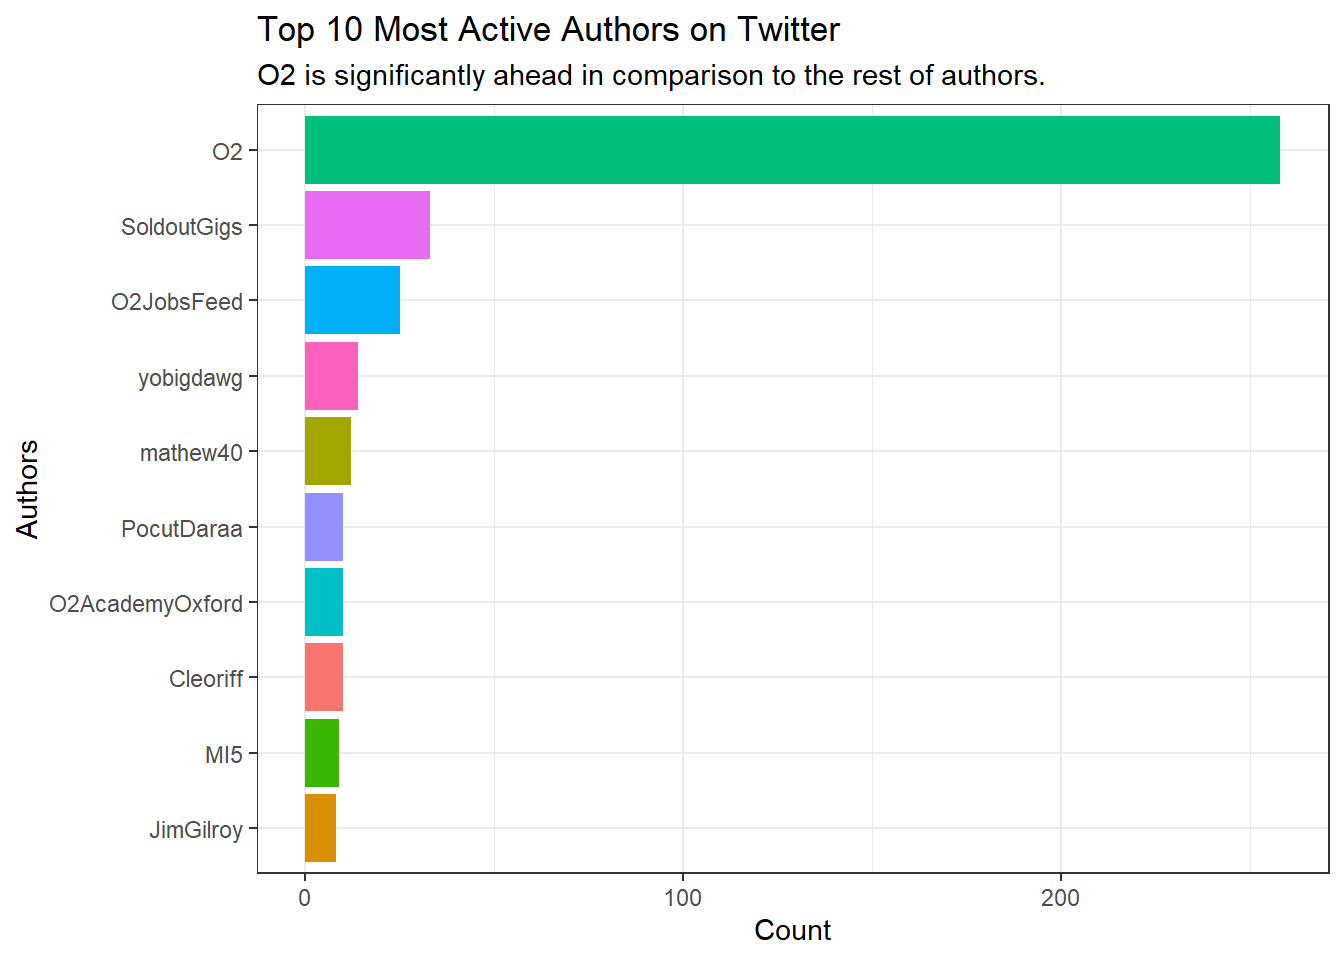 Top 10 Most Active Authors on Twitter
O2 is significantly ahead in comparison to the rest of authors.
Authors
O2
SoldoutGigs
O2JobsFeed
yobigdawg
mathew40
PocutDaraa
O2AcademyOxford
Cleoriff
MI5
JimGilroy
0 100 200
Count